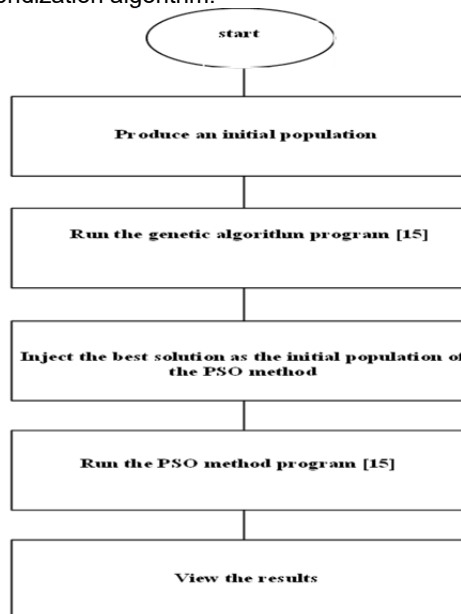 start
Produce an initial population
Run the genetic algorithm program [15]
Inject the best solution as the initial population of
the PSO method
Run the PSO method program [15]
View the results